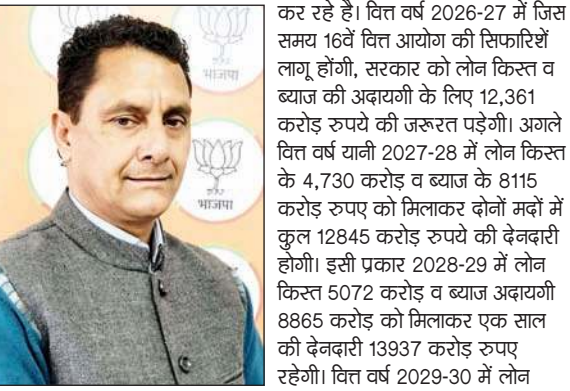 कर रहे है। वित्त वर्ष 2026-27 में जिस
समय 16वें वित्त आयोग की सिफारिशें
लागू होंगी, सरकार को लोन किस्त व
ब्याज की अदायगी के लिए 12,361
करोड़ रुपये की जरूरत पड़ेगी। अगले
वित्त वर्ष यानी 2027-28 में लोन किस्त
के 4,730 करोड़ व ब्याज के 8115
करोड़ रुपए को मिलाकर दोनों मदों में
कुल 12845 करोड़ रुपये की देनदारी
होगी। इसी प्रकार 2028-29 में लोन
किस्त 5072 करोड़ व ब्याज अदायगी
8865 करोड़ को मिलाकर एक साल
की देनदारी 13937 करोड़ रुपए
रहेगी। वित्त वर्ष 2029-30 में लोन
भाजपा
भाजपा